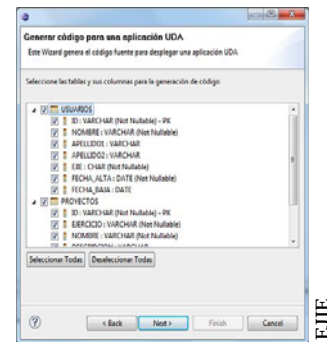 Generar código para una aplicación UDA
Este Wizard genera el código fuente para desplegar una aplicación UDA
Seleccione las tablas y sus columnas para la generación de código
USUARIOS
ID : VARCHAR (Not Nullable) - PK
NOMBRE : VARCHAR (Not Nullable)
APELLIDO1 : VARCHAR
APELLIDO2 : VARCHAR
EJIE : CHAR (Not Nullable)
FECHA_ALTA : DATE (Not Nullable)
FECHA_BAJA : DATE
PROYECTOS
ID : VARCHAR (Not Nullable) - PK
EJERCICIO : VARCHAR (Not Nullable)
NOMBRE : VARCHAR (Not Nullable)
Seleccionar Todas Deseleccionar Todas
? < Back Next > Finish Cancel
EJIE